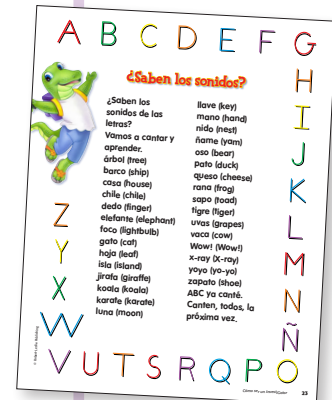 A B C D E F G
H
I
J
K
L
M
N
Ñ
O
P
Q
R
S
T
U
V
W
X
Y
Z
¿Saben los sonidos?
¿Saben los
sonidos de las
letras?
Vamos a cantar y
aprender.
árbol (tree)
barco (ship)
casa (house)
chile (chile)
dedo (finger)
elefante (elephant)
foco (lightbulb)
gato (cat)
hoja (leaf)
isla (island)
jirafa (giraffe)
koala (koala)
karate (karate)
luna (moon)
llave (key)
mano (hand)
nido (nest)
ñame (yam)
oso (bear)
pato (duck)
queso (cheese)
rana (frog)
sapo (toad)
tigre (tiger)
uvas (grapes)
vaca (cow)
Wow! (Wow!)
x-ray (X-ray)
yoyo (yo-yo)
zapato (shoe)
ABC ya canté.
Canten, todos, la
próxima vez.
23